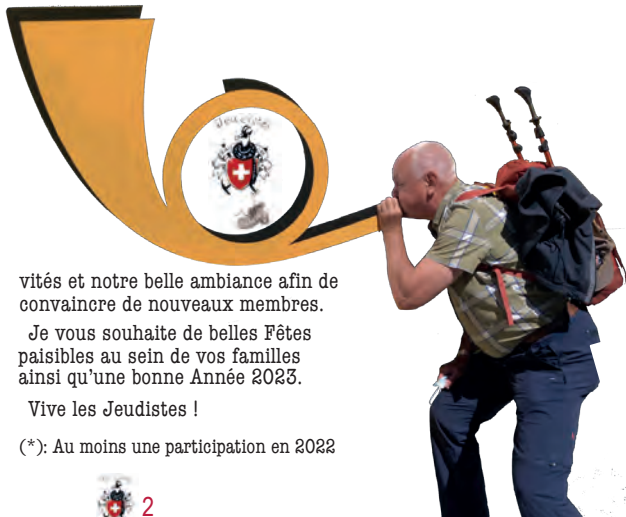 Jeudistes
vités et notre belle ambiance afin de
convaincre de nouveaux membres.
Je vous souhaite de belles Fêtes
paisibles au sein de vos familles
ainsi qu'une bonne Année 2023.
Vive les Jeudistes !
(*): Au moins une participation en 2022
2